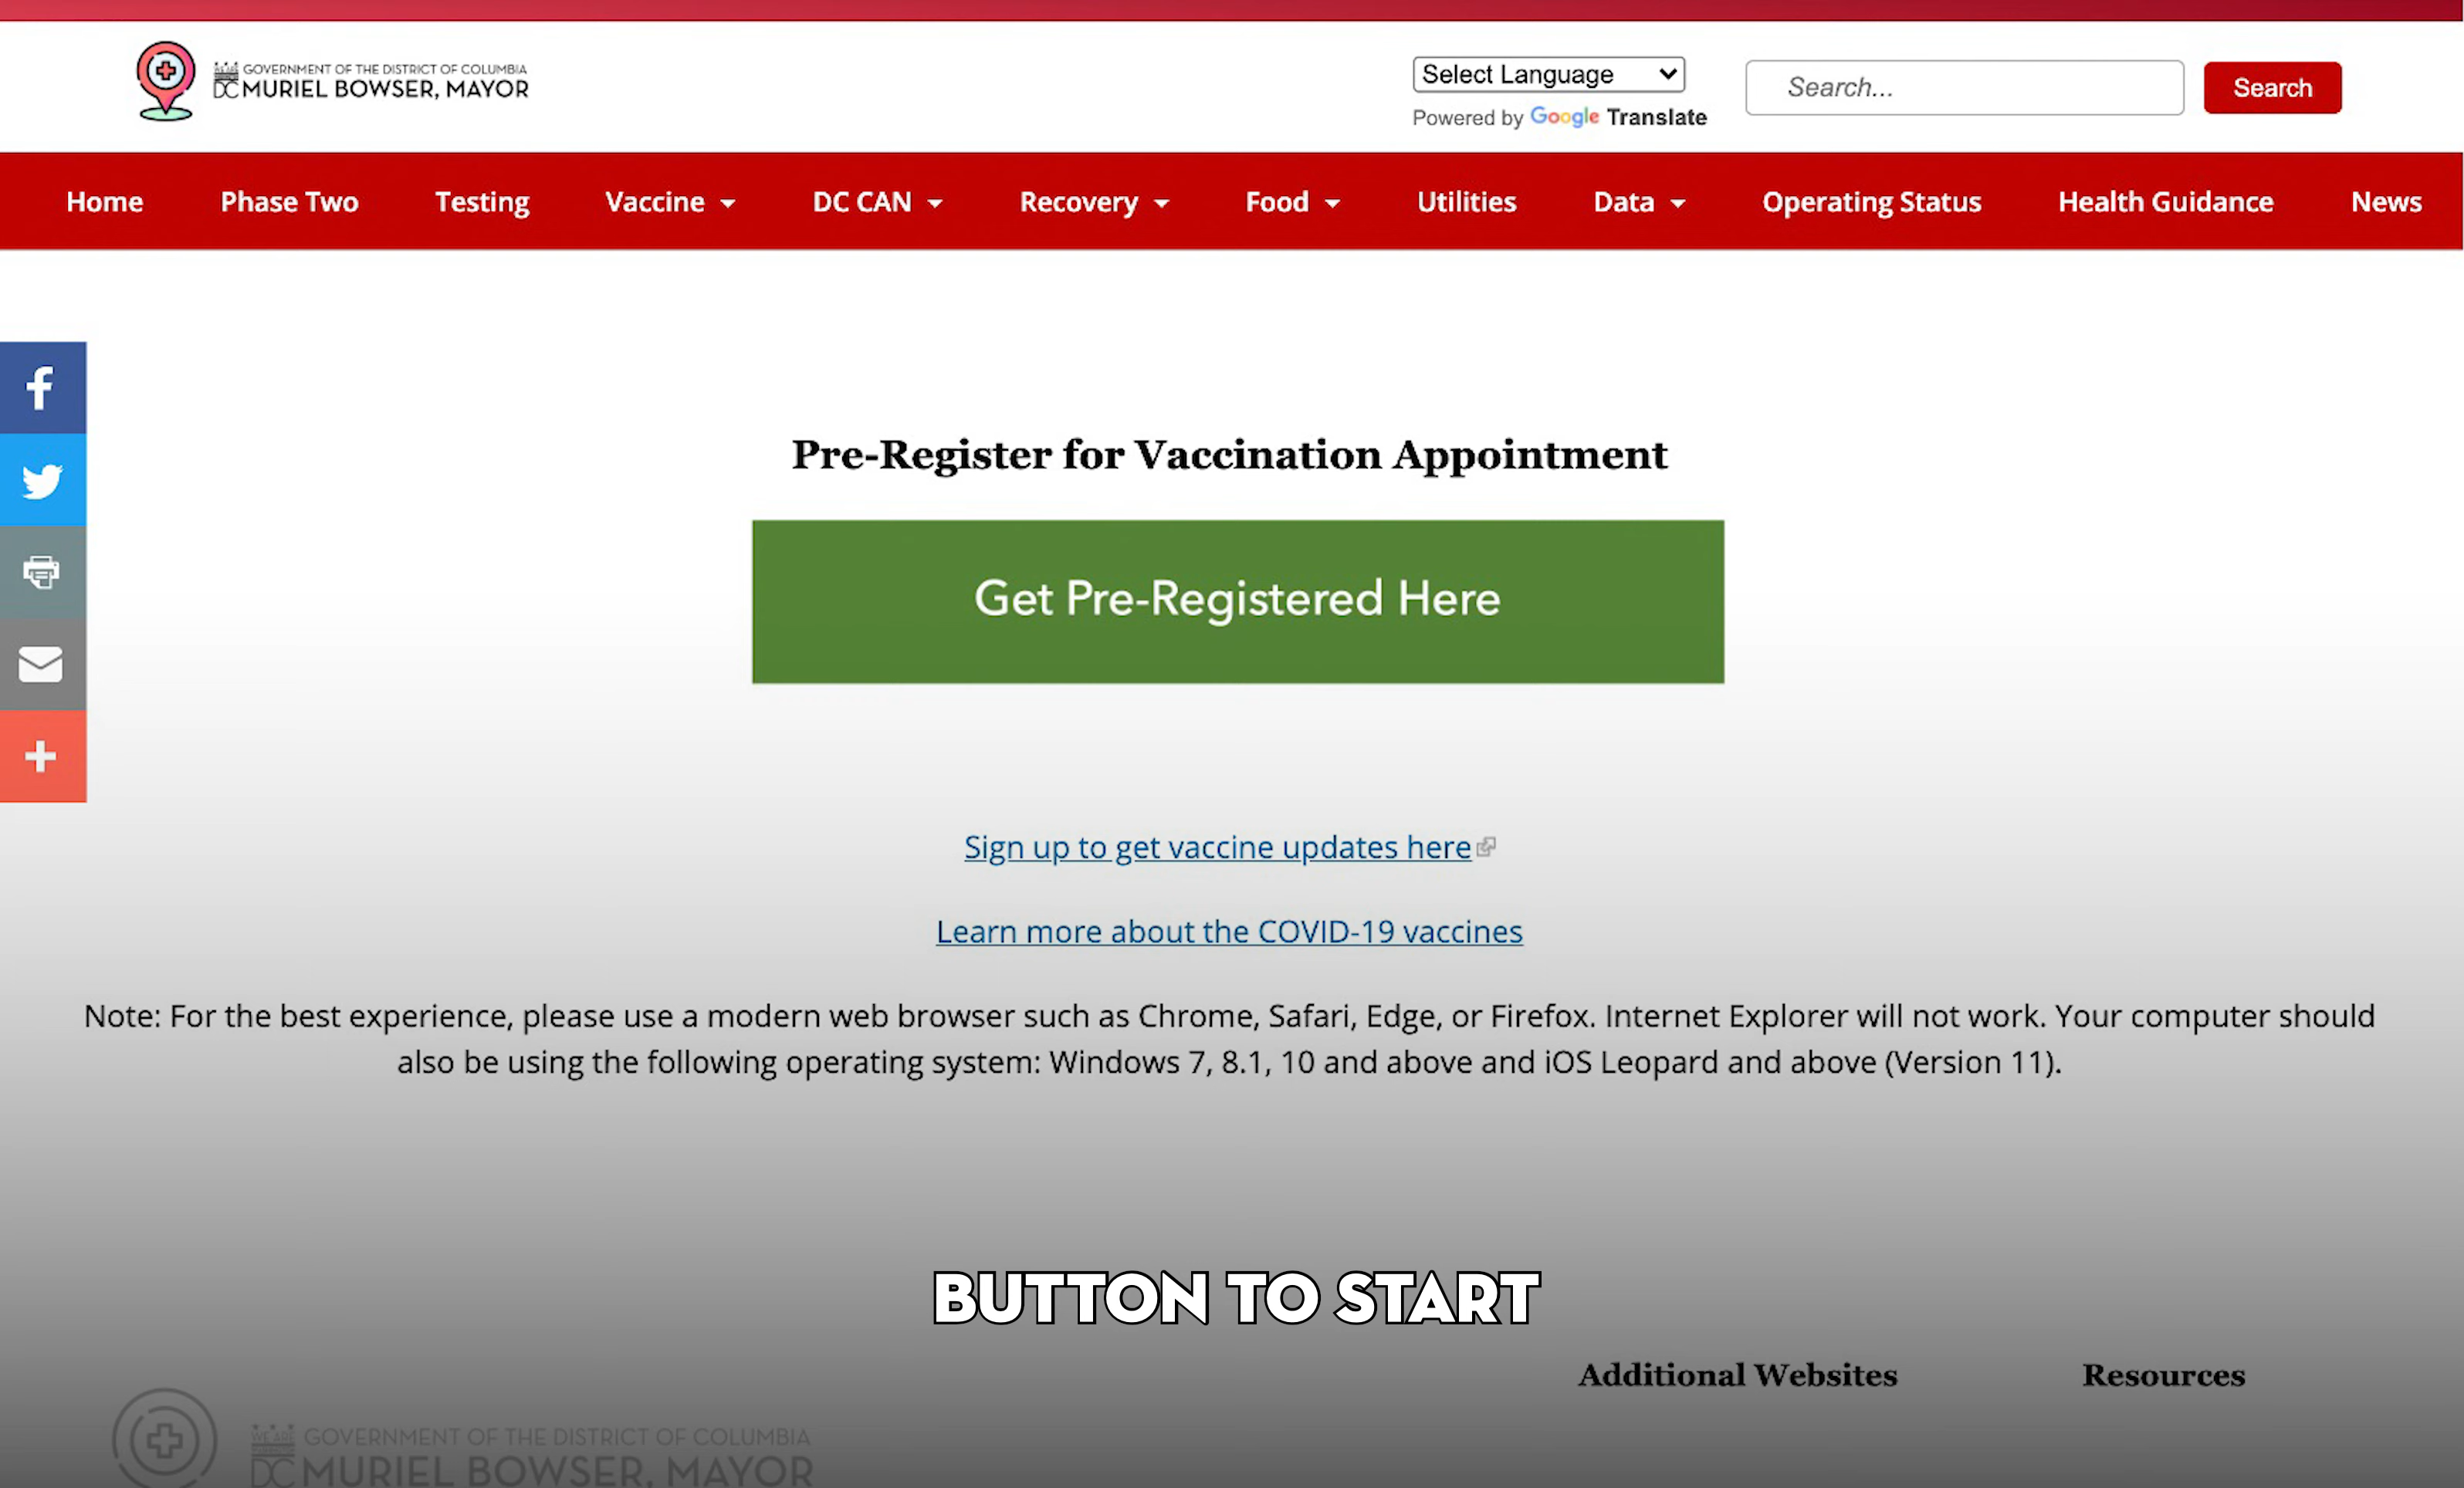 GOVERNMENT OF THE DISTRICT OF COLUMBIA
WE ARE DC MURIEL BOWSER, MAYOR
Select Language
Powered by Google Translate
Search...
Search
Home Phase Two Testing Vaccine DC CAN Recovery Food Utilities Data Operating Status Health Guidance News
Pre-Register for Vaccination Appointment
Get Pre-Registered Here
Sign up to get vaccine updates here
Learn more about the COVID-19 vaccines
Note: For the best experience, please use a modern web browser such as Chrome, Safari, Edge, or Firefox. Internet Explorer will not work. Your computer should
also be using the following operating system: Windows 7, 8.1, 10 and above and iOS Leopard and above (Version 11).
BUTTON TO START
Additional Websites Resources
GOVERNMENT OF THE DISTRICT OF COLUMBIA
WE ARE DC MURIEL BOWSER, MAYOR